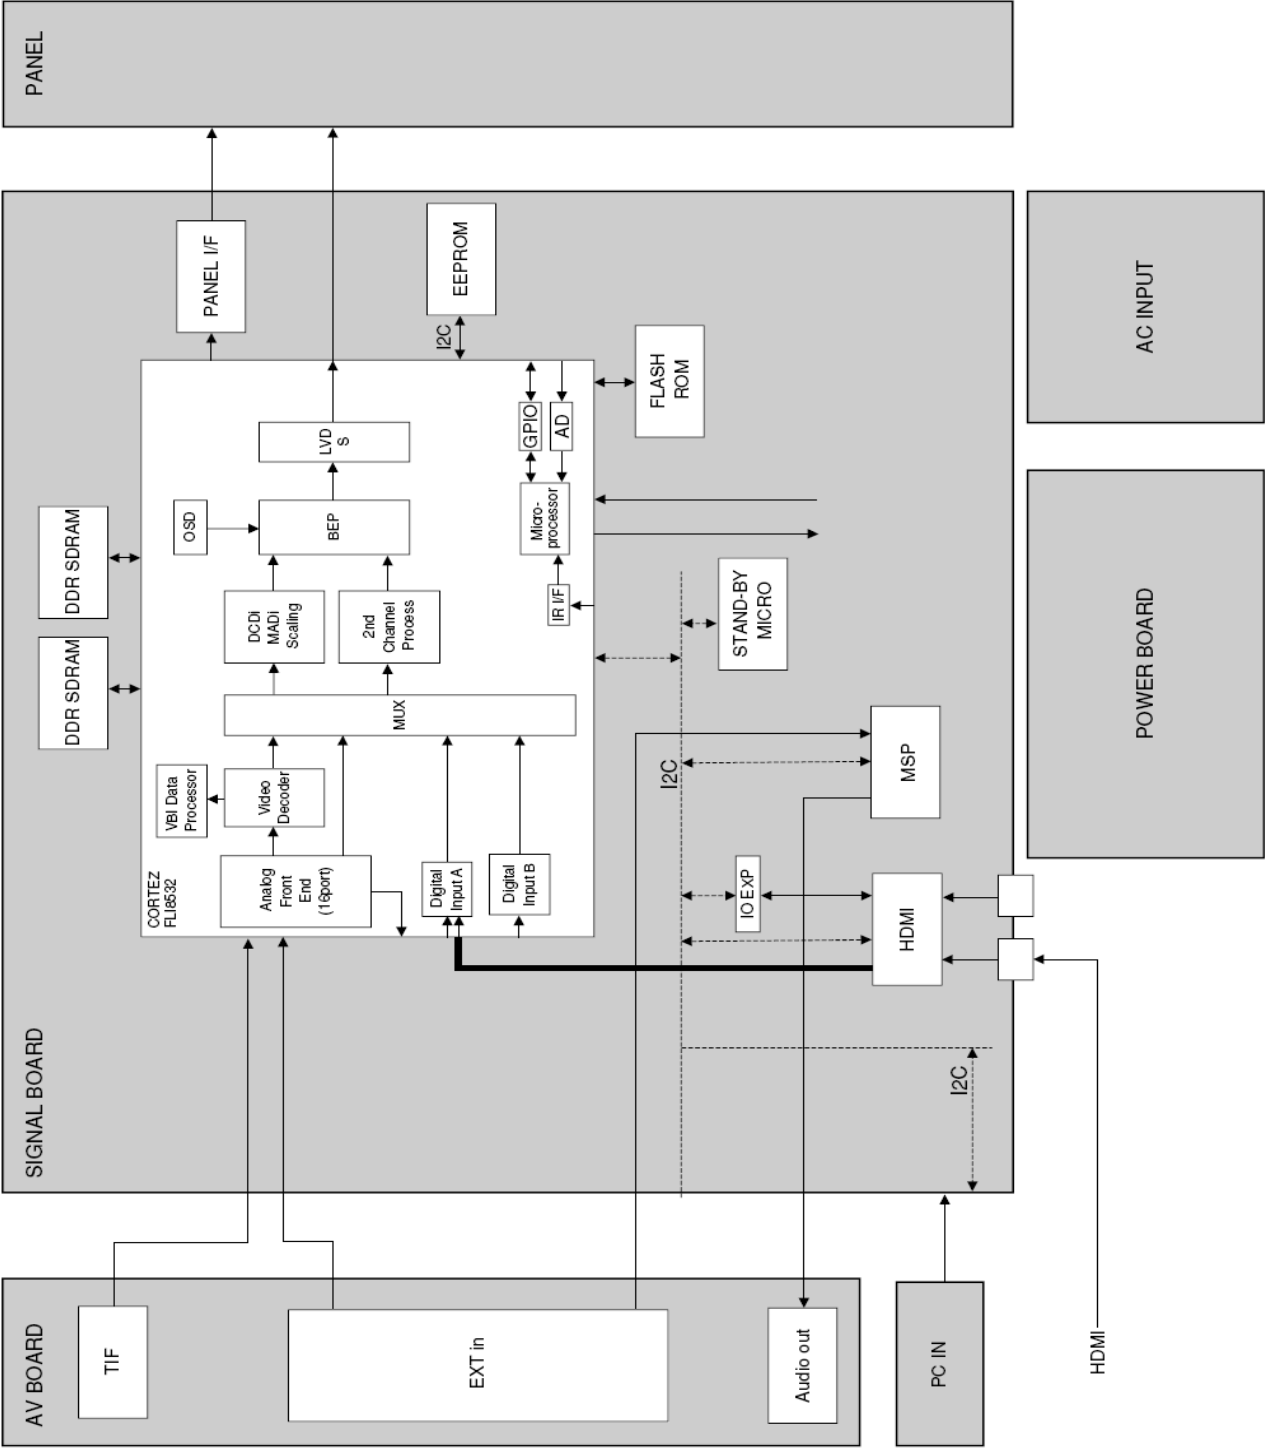 AV BOARD
TIF
EXT in
Audio out
PC IN
HDMI
SIGNAL BOARD
DDR SDRAM
DDR SDRAM
CORTEZ
FLI8532
Analog
Front
End
(16port)
VBI Data
Processor
Video
Decoder
Digital
Input A
Digital
Input B
MUX
DCDi
MADi
Scaling
2nd
Channel
Process
OSD
BEP
LVD
S
IR I/F
Micro-
processor
GPIO
AD
PANEL I/F
I2C
EEPROM
FLASH
ROM
STAND-BY
MICRO
I2C
MSP
IO EXP
HDMI
I2C
PANEL
POWER BOARD
AC INPUT